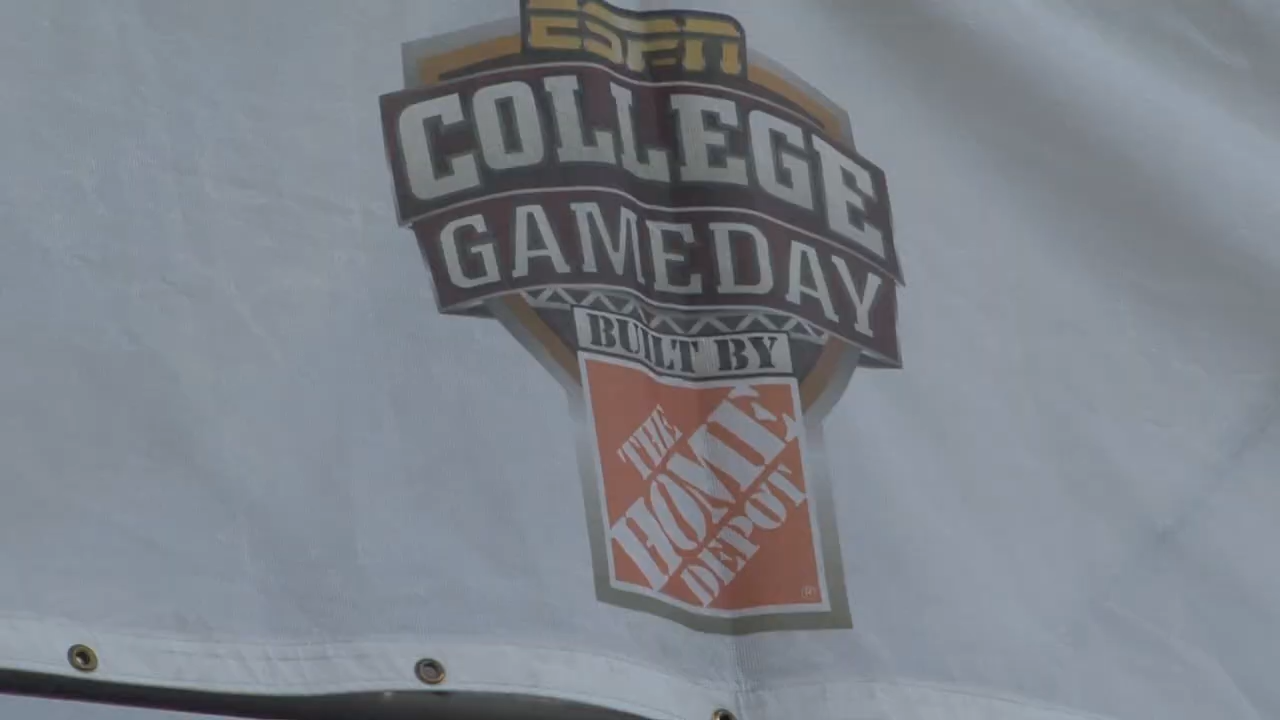 ESPN
COLLEGE
GAMEDAY
BUILT BY
THE
HOME
DEPOT
®